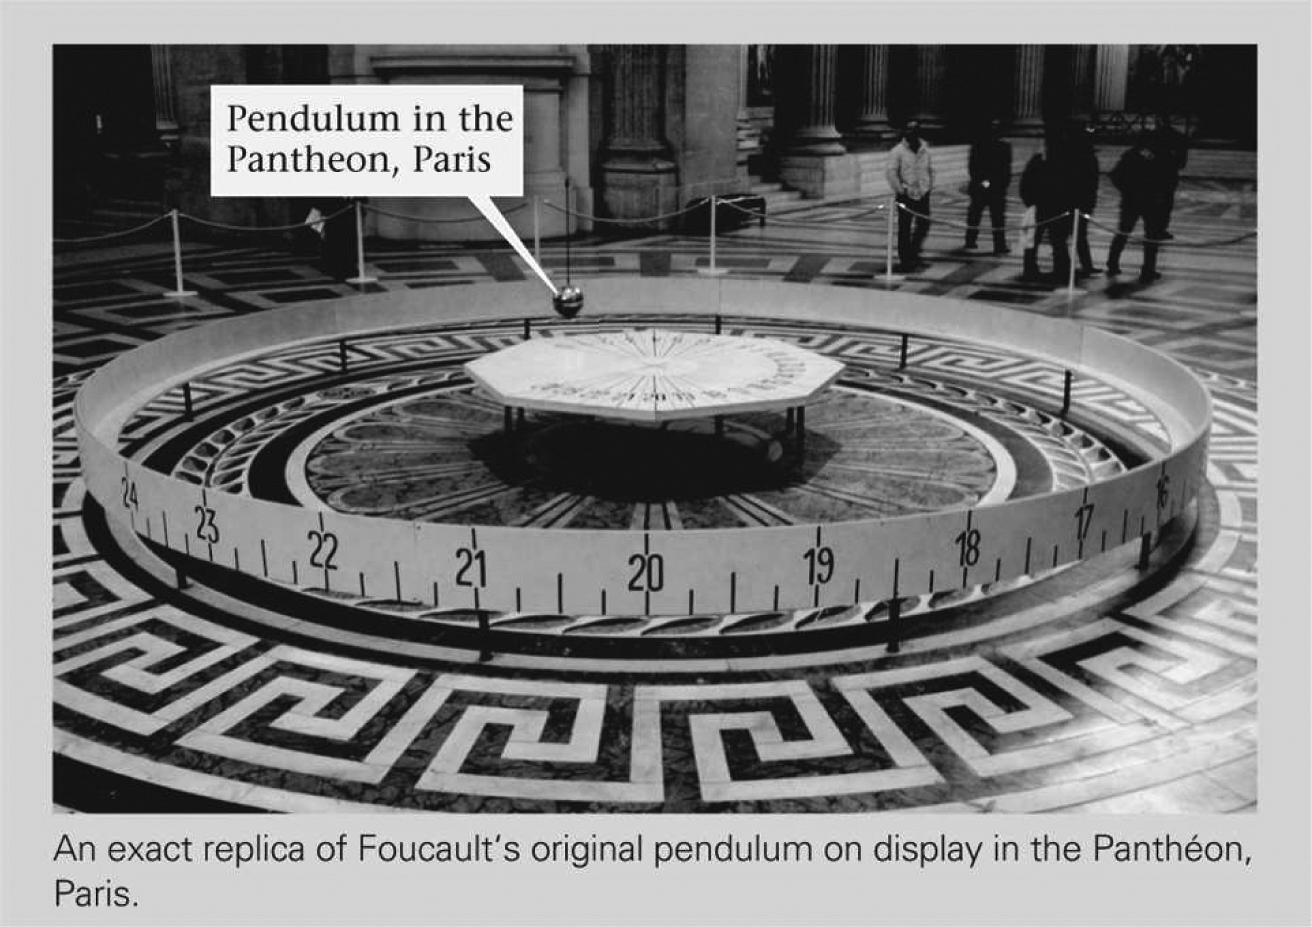 Pendulum in the
Pantheon, Paris
24 23 22 21 20 19 18 17 16
An exact replica of Foucault's original pendulum on display in the Panthéon,
Paris.